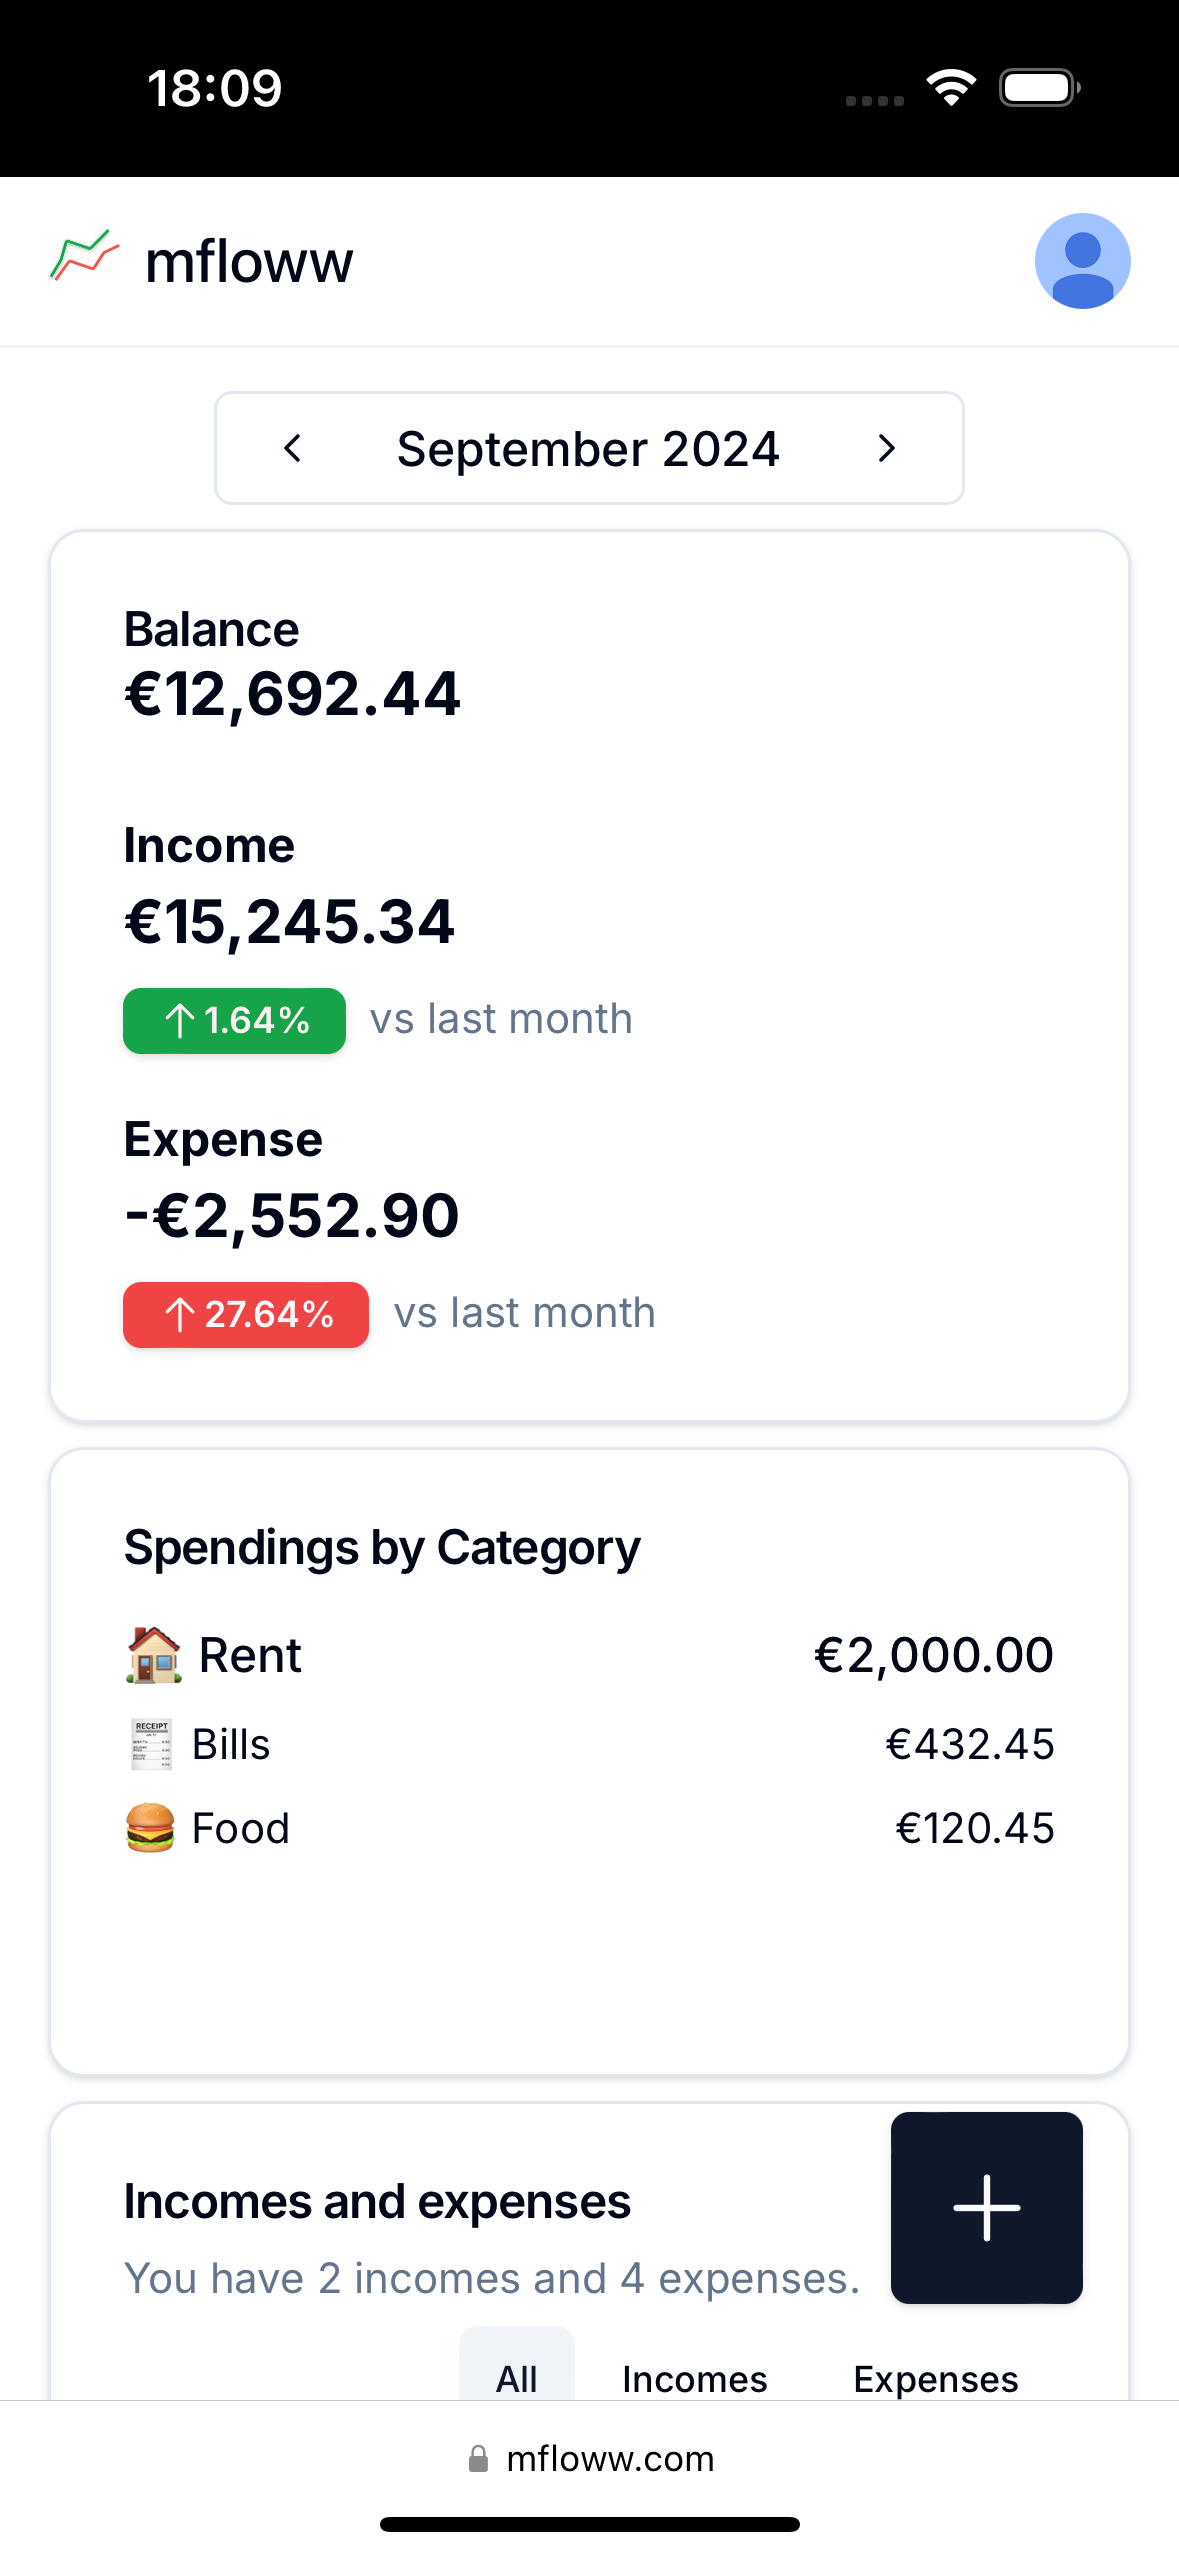 18:09
mfloww
September 2024
Balance
€12,692.44
Income
€15,245.34
↑ 1.64% vs last month
Expense
-€2,552.90
↑ 27.64% vs last month
Spendings by Category
Rent €2,000.00
RECEIPT
Bills €432.45
Food €120.45
Incomes and expenses
You have 2 incomes and 4 expenses.
All Incomes Expenses
mfloww.com